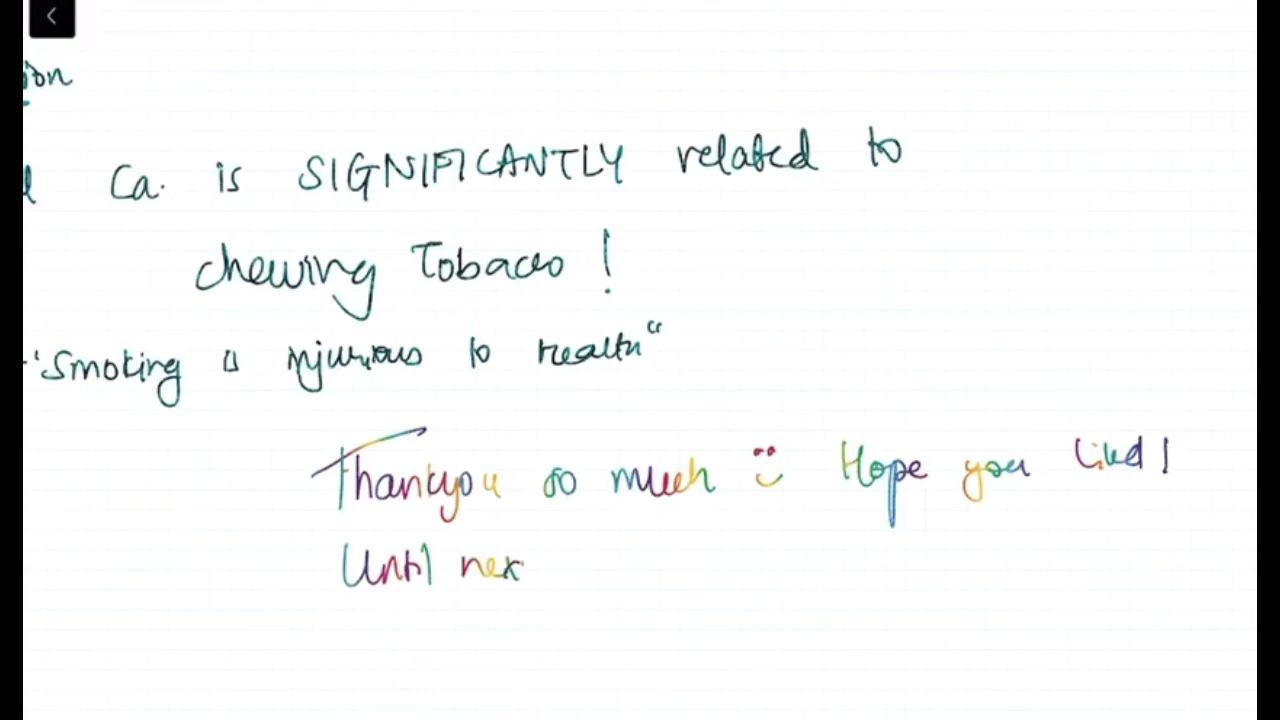 ion
l Ca. is SIGNIFICANTLY related to
chewing Tobacco !
"Smoking is injurious to health"
Thankyou so much :) Hope you liked !
Until nex